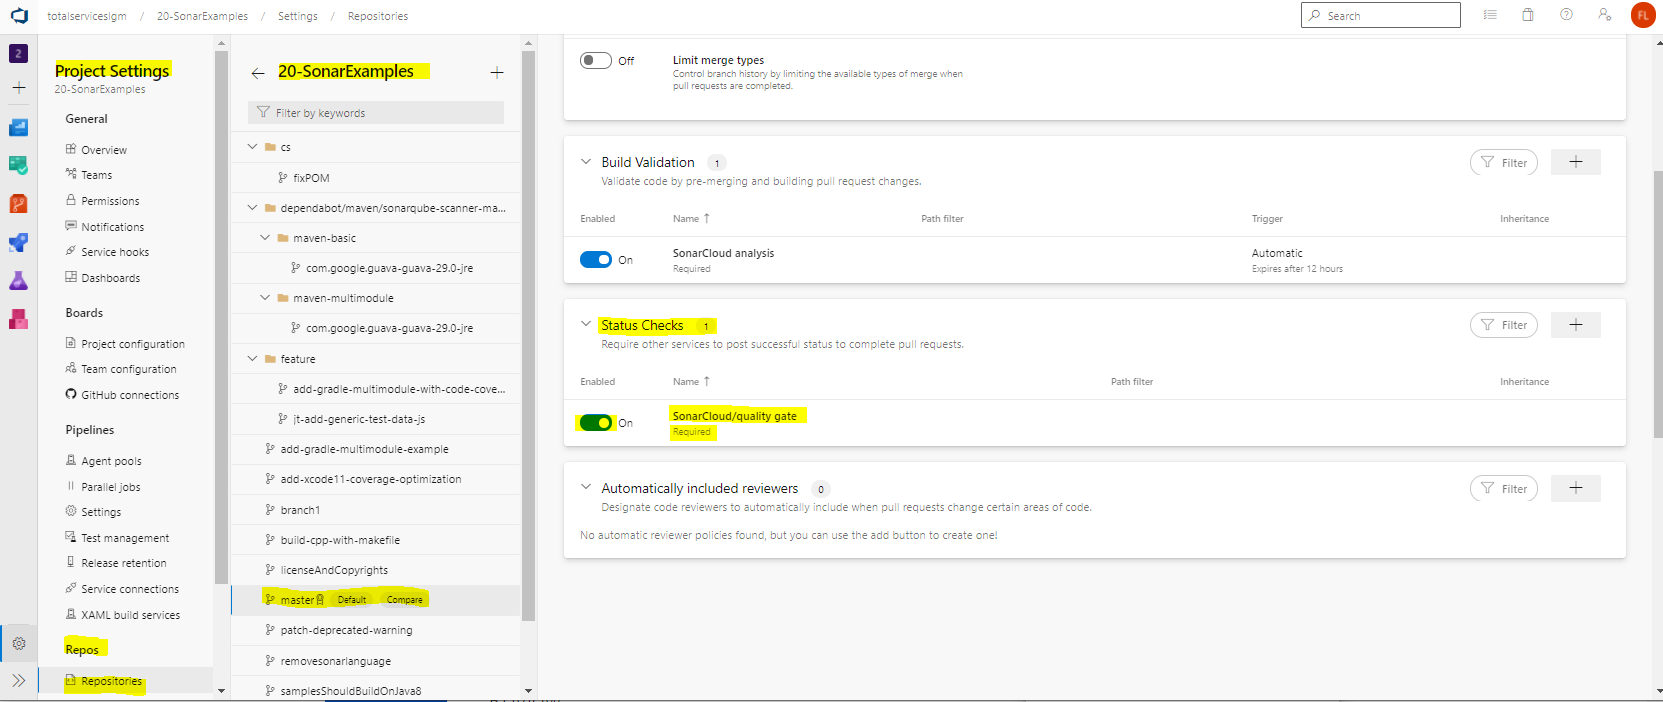 totalserviceslgm / 20-SonarExamples / Settings / Repositories
Search
FL
2
Project Settings
20-SonarExamples
General
Overview
Teams
Permissions
Notifications
Service hooks
Dashboards
Boards
Project configuration
Team configuration
GitHub connections
Pipelines
Agent pools
Parallel jobs
Settings
Test management
Release retention
Service connections
XAML build services
Repos
Repositories
20-SonarExamples
Filter by keywords
cs
fixPOM
dependabot/maven/sonarqube-scanner-ma...
maven-basic
com.google.guava-guava-29.0-jre
maven-multimodule
com.google.guava-guava-29.0-jre
feature
add-gradle-multimodule-with-code-cove...
jt-add-generic-test-data-js
add-gradle-multimodule-example
add-xcode11-coverage-optimization
branch1
build-cpp-with-makefile
licenseAndCopyrights
master Default Compare
patch-deprecated-warning
removesonarlanguage
samplesShouldBuildOnJava8
Off Limit merge types
Control branch history by limiting the available types of merge when
pull requests are completed.
Build Validation 1 Filter
Validate code by pre-merging and building pull request changes.
Enabled Name ↑ Path filter Trigger Inheritance
On SonarCloud analysis Automatic
Required Expires after 12 hours
Status Checks 1 Filter
Require other services to post successful status to complete pull requests.
Enabled Name ↑ Path filter Inheritance
On SonarCloud/quality gate
Required
Automatically included reviewers 0 Filter
Designate code reviewers to automatically include when pull requests change certain areas of code.
No automatic reviewer policies found, but you can use the add button to create one!